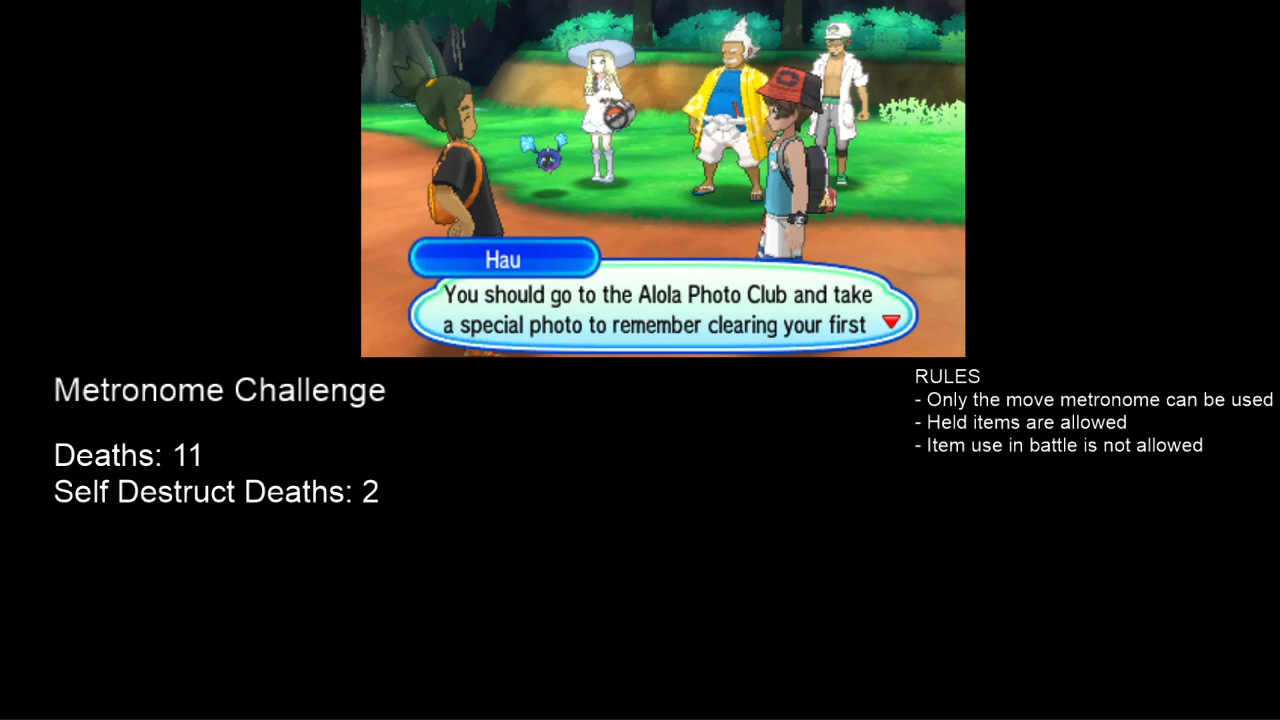 Hau
You should go to the Alola Photo Club and take
a special photo to remember clearing your first
Metronome Challenge
Deaths: 11
Self Destruct Deaths: 2
RULES
- Only the move metronome can be used
- Held items are allowed
- Item use in battle is not allowed